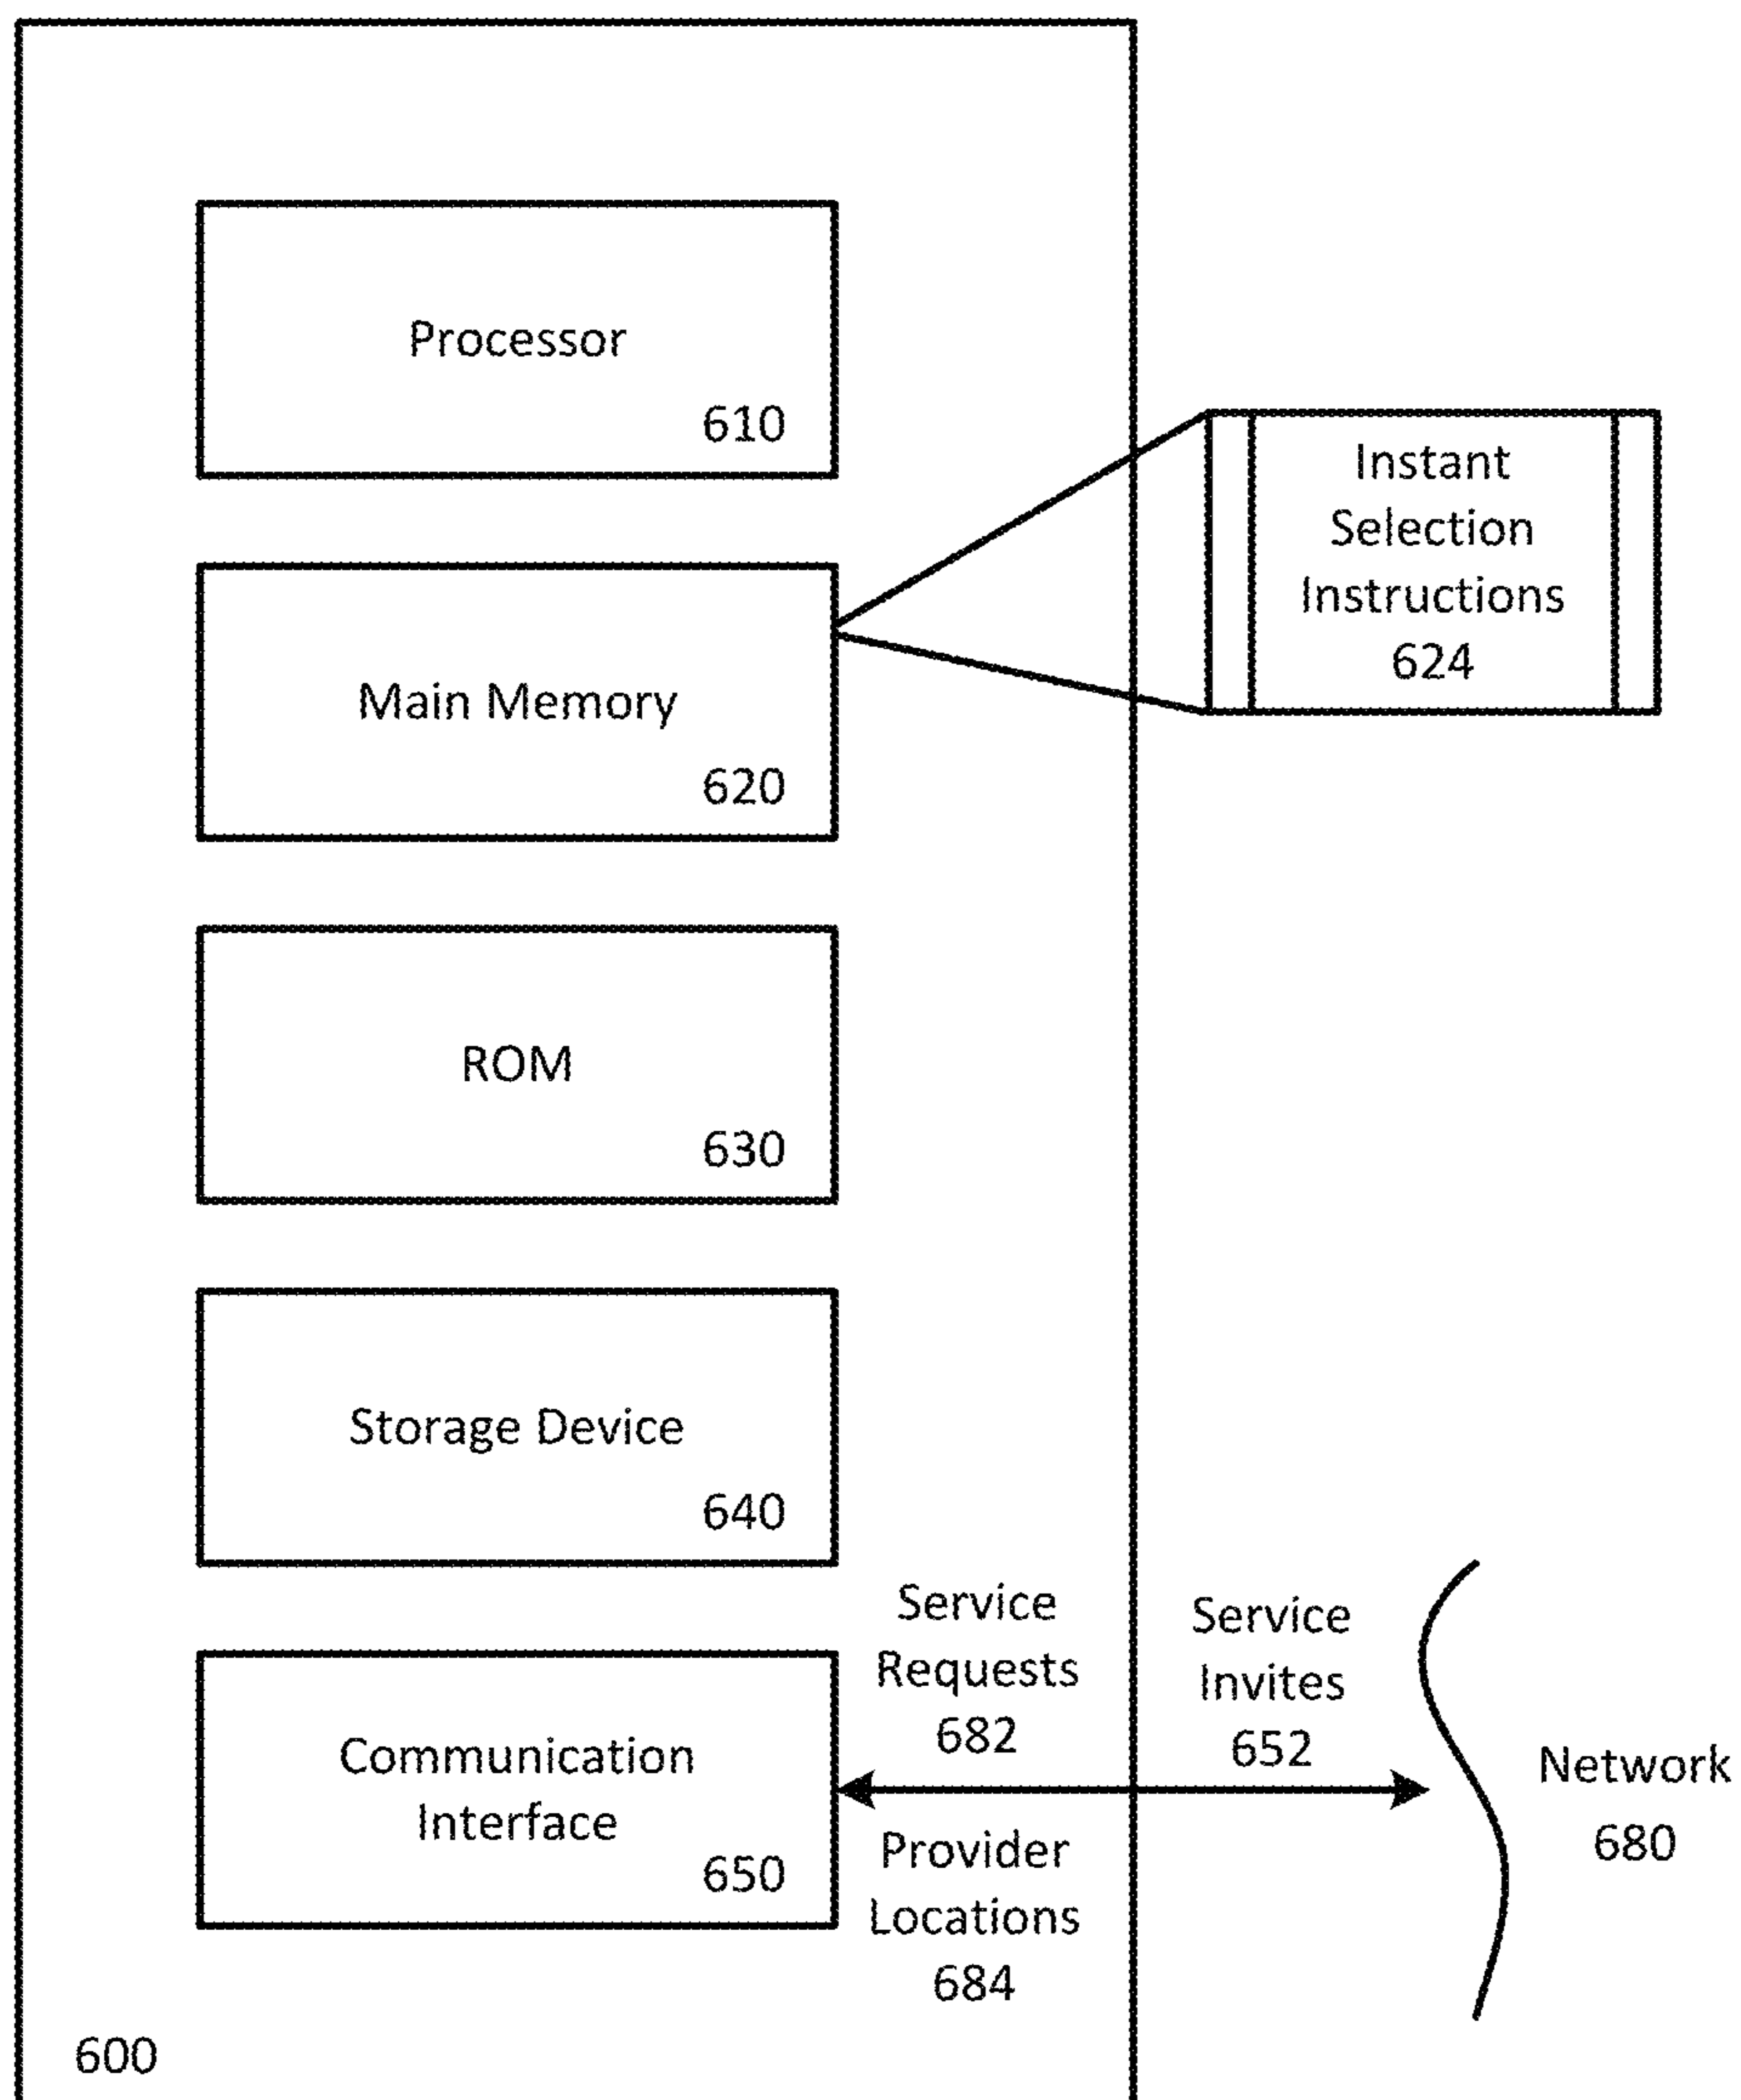 Processor
610
Instant
Selection
Instructions
624
Main Memory
620
ROM
630
Storage Device
640
Service
Requests
682
Service
Invites
652
Communication
Interface
650
Provider
Locations
684
Network
680
600